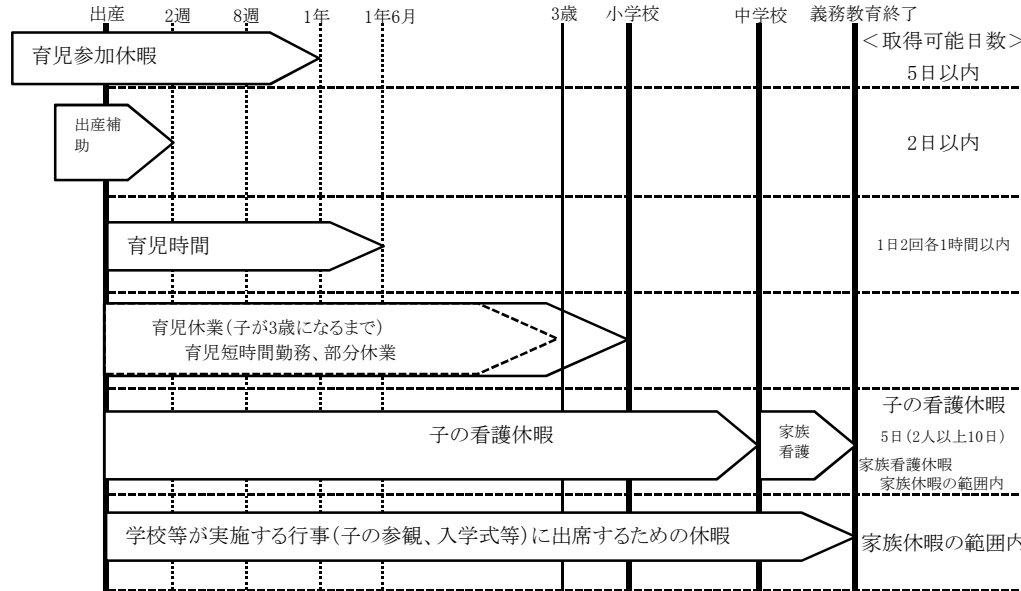 出産 2週 8週 1年 1年6月 3歳 小学校 中学校 義務教育終了
＜取得可能日数＞
育児参加休暇
5日以内
出産補
助
2日以内
育児時間
1日2回各1時間以内
育児休業(子が3歳になるまで)
育児短時間勤務、部分休業
子の看護休暇
家族
看護
子の看護休暇
5日(2人以上10日)
家族看護休暇
家族休暇の範囲内
学校等が実施する行事(子の参観、入学式等)に出席するための休暇
家族休暇の範囲内